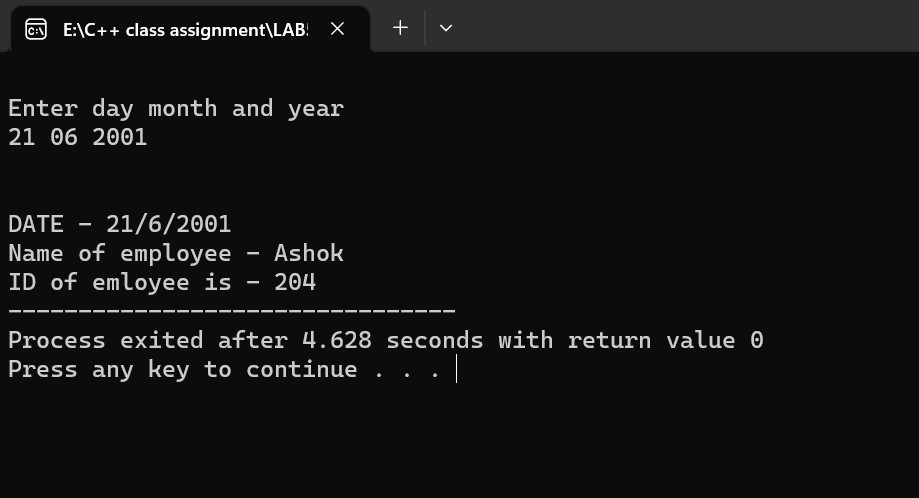 E:\C++ class assignment\LAB!
Enter day month and year
21 06 2001
DATE - 21/6/2001
Name of employee - Ashok
ID of emloyee is - 204
--------------------------------
Process exited after 4.628 seconds with return value 0
Press any key to continue . . .